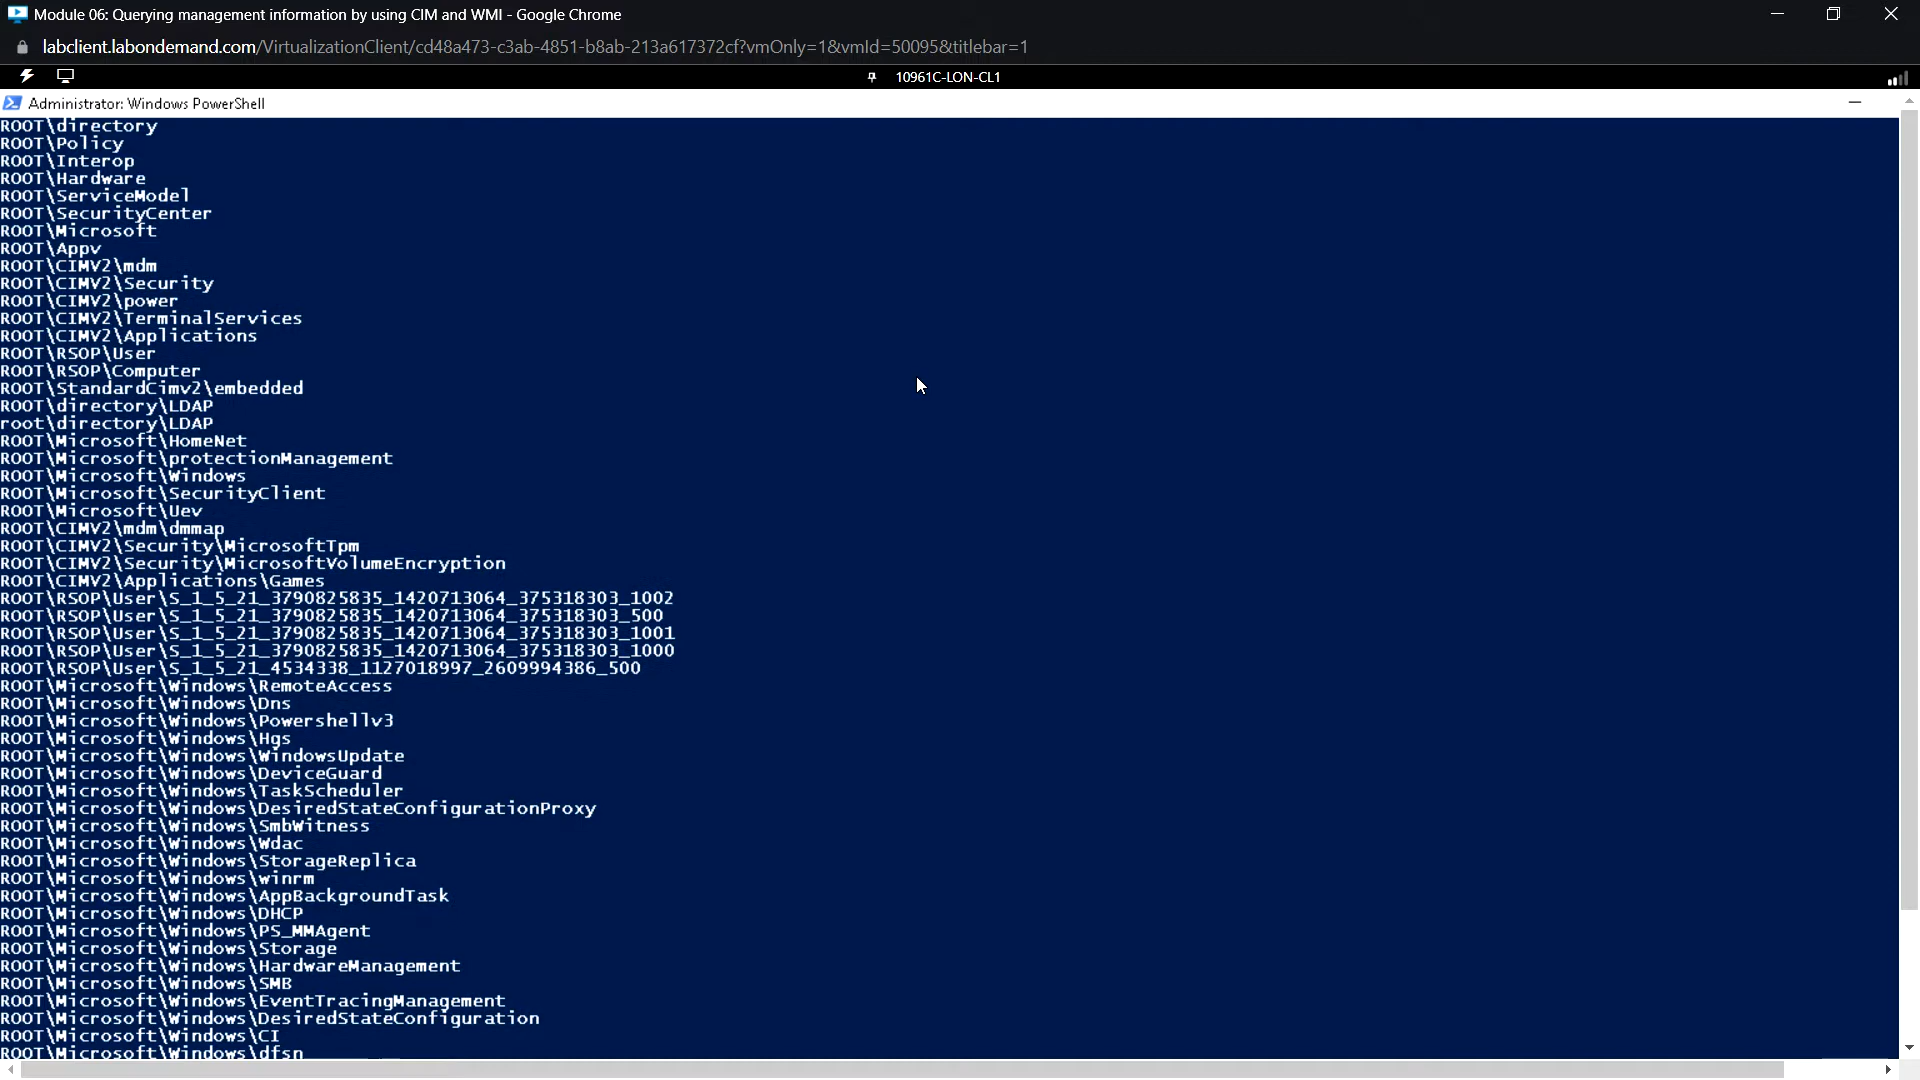 Module 06: Querying management information by using CIM and WMI - Google Chrome
labclient.labondemand.com/VirtualizationClient/cd48a473-c3ab-4851-b8ab-213a617372cf?vmOnly=1&vmId=50095&titlebar=1
10961C-LON-CL1
Administrator: Windows PowerShell
ROOT\directory
ROOT\Policy
ROOT\Interop
ROOT\Hardware
ROOT\ServiceModel
ROOT\SecurityCenter
ROOT\Microsoft
ROOT\Appv
ROOT\CIMV2\mdm
ROOT\CIMV2\Security
ROOT\CIMV2\power
ROOT\CIMV2\TerminalServices
ROOT\CIMV2\Applications
ROOT\RSOP\User
ROOT\RSOP\Computer
ROOT\StandardCimv2\embedded
ROOT\directory\LDAP
root\directory\LDAP
ROOT\Microsoft\HomeNet
ROOT\Microsoft\protectionManagement
ROOT\Microsoft\Windows
ROOT\Microsoft\SecurityClient
ROOT\Microsoft\Uev
ROOT\CIMV2\mdm\dmmap
ROOT\CIMV2\Security\MicrosoftTpm
ROOT\CIMV2\Security\MicrosoftVolumeEncryption
ROOT\CIMV2\Applications\Games
ROOT\RSOP\User\S_1_5_21_3790825835_1420713064_375318303_1002
ROOT\RSOP\User\S_1_5_21_3790825835_1420713064_375318303_500
ROOT\RSOP\User\S_1_5_21_3790825835_1420713064_375318303_1001
ROOT\RSOP\User\S_1_5_21_3790825835_1420713064_375318303_1000
ROOT\RSOP\User\S_1_5_21_4534338_1127018997_2609994386_500
ROOT\Microsoft\Windows\RemoteAccess
ROOT\Microsoft\Windows\Dns
ROOT\Microsoft\Windows\Powershellv3
ROOT\Microsoft\Windows\Hgs
ROOT\Microsoft\Windows\WindowsUpdate
ROOT\Microsoft\Windows\DeviceGuard
ROOT\Microsoft\Windows\TaskScheduler
ROOT\Microsoft\Windows\DesiredStateConfigurationProxy
ROOT\Microsoft\Windows\SmbWitness
ROOT\Microsoft\Windows\Wdac
ROOT\Microsoft\Windows\StorageReplica
ROOT\Microsoft\Windows\winrm
ROOT\Microsoft\Windows\AppBackgroundTask
ROOT\Microsoft\Windows\DHCP
ROOT\Microsoft\Windows\PS_MMAgent
ROOT\Microsoft\Windows\Storage
ROOT\Microsoft\Windows\HardwareManagement
ROOT\Microsoft\Windows\SMB
ROOT\Microsoft\Windows\EventTracingManagement
ROOT\Microsoft\Windows\DesiredStateConfiguration
ROOT\Microsoft\Windows\CI
ROOT\Microsoft\Windows\dfsn